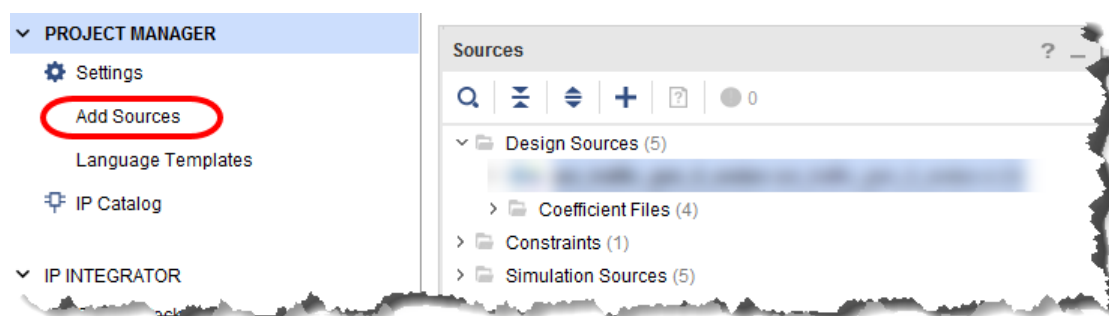 PROJECT MANAGER
Settings
Add Sources
Language Templates
IP Catalog
IP INTEGRATOR
Sources
? _
? 0
Design Sources (5)
Coefficient Files (4)
Constraints (1)
Simulation Sources (5)